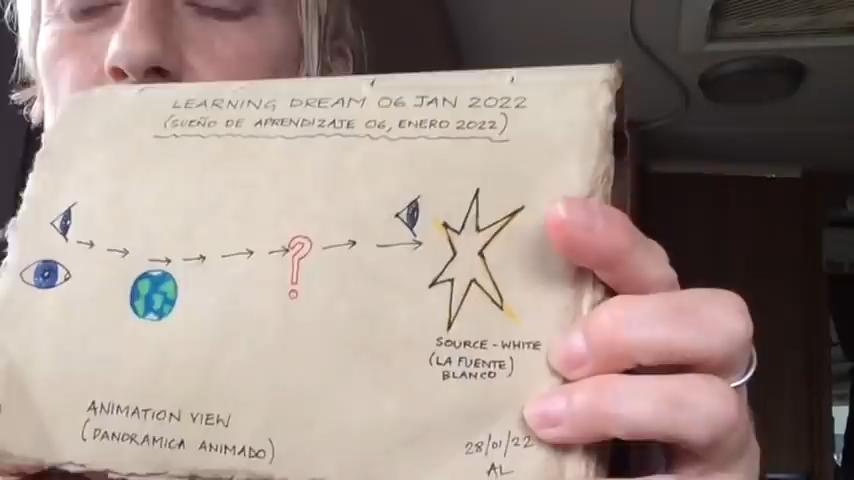 LEARNING DREAM 06 JAN 2022
(SUEÑO DE APRENDIZAJE 06, ENERO 2022)
?
SOURCE - WHITE
(LA FUENTE)
BLANCO
ANIMATION VIEW
(PANORAMICA ANIMADO)
28/01/22
AL